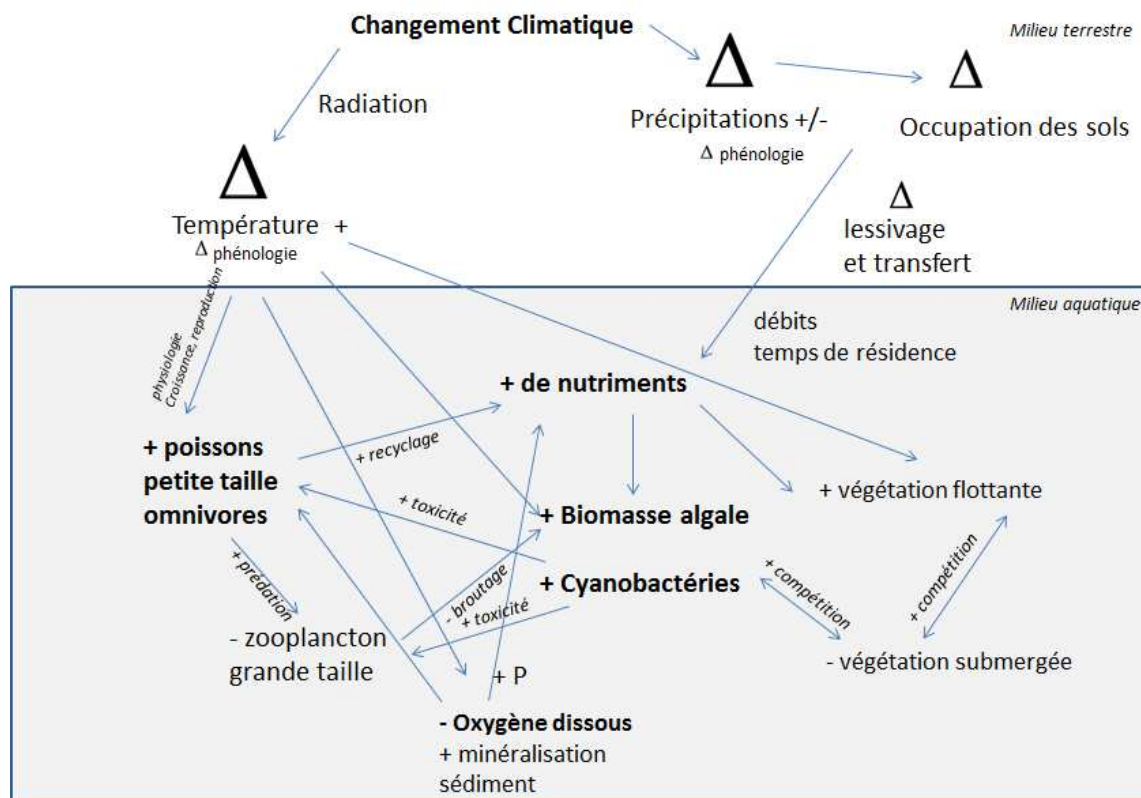 Changement Climatique
Milieu terrestre
Δ
Δ
Radiation
Précipitations +/-
Δ phénologie
Occupation des sols
Δ
Δ
lessivage
et transfert
Température +
Δ phénologie
Milieu aquatique
physiologie
Croissance, reproduction
débits
temps de résidence
+ de nutriments
+ poissons
petite taille
omnivores
+ recyclage
+ toxicité
+ végétation flottante
+ Biomasse algale
+ Cyanobactéries
+ prédation
- broutage
+ toxicité
+ compétition
+ compétition
- zooplancton
grande taille
- végétation submergée
+ P
- Oxygène dissous
+ minéralisation
sédiment